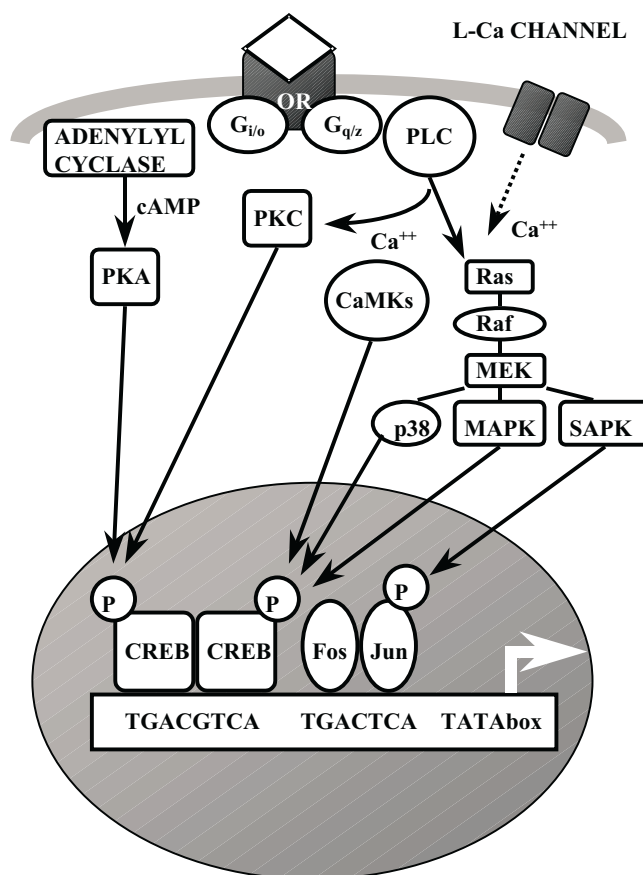 L-Ca CHANNEL
OR
Gi/o
Gq/z
PLC
ADENYLYL
CYCLASE
cAMP
PKC
Ca++
Ca++
PKA
CaMKs
Ras
Raf
MEK
p38
MAPK
SAPK
P
P
P
CREB
CREB
Fos
Jun
TGACGTCA
TGACTCA
TATAbox